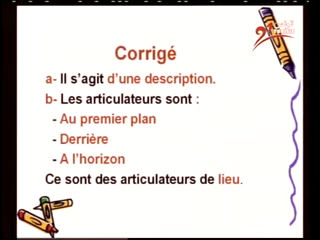 Corrigé
a- Il s'agit d'une description.
b- Les articulateurs sont :
- Au premier plan
- Derrière
- A l'horizon
Ce sont des articulateurs de lieu.